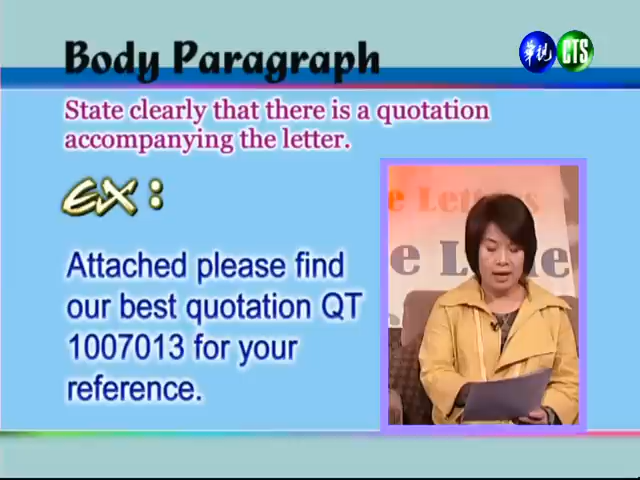 Body Paragraph
華視 CTS
State clearly that there is a quotation
accompanying the letter.
EX:
Attached please find
our best quotation QT
1007013 for your
reference.
e Letters
e L